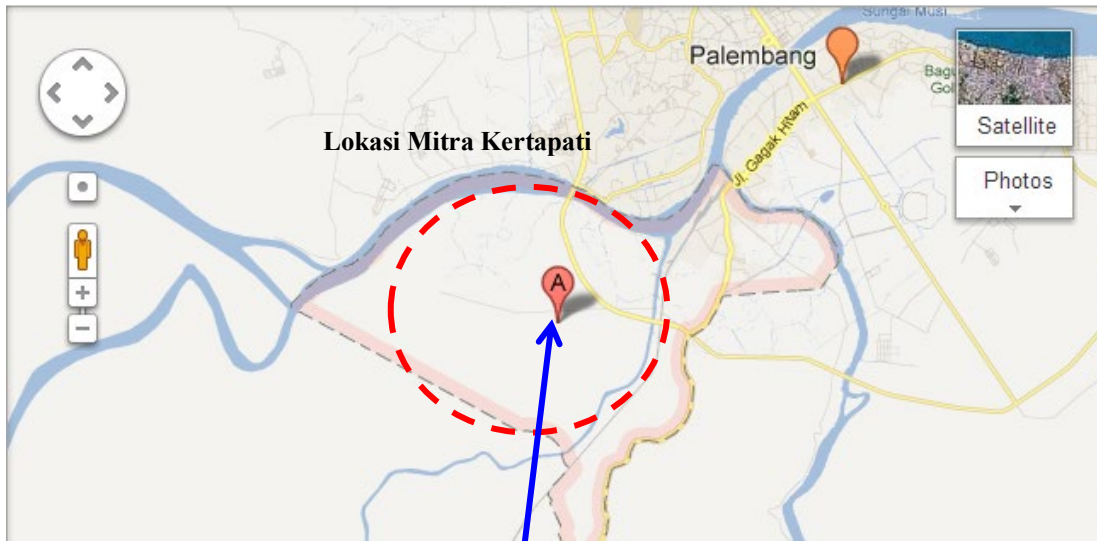 Sungai Musi
Palembang
Bagu
Gol
Satellite
Lokasi Mitra Kertapati
Photos
Jl. Gagak Hitam
A